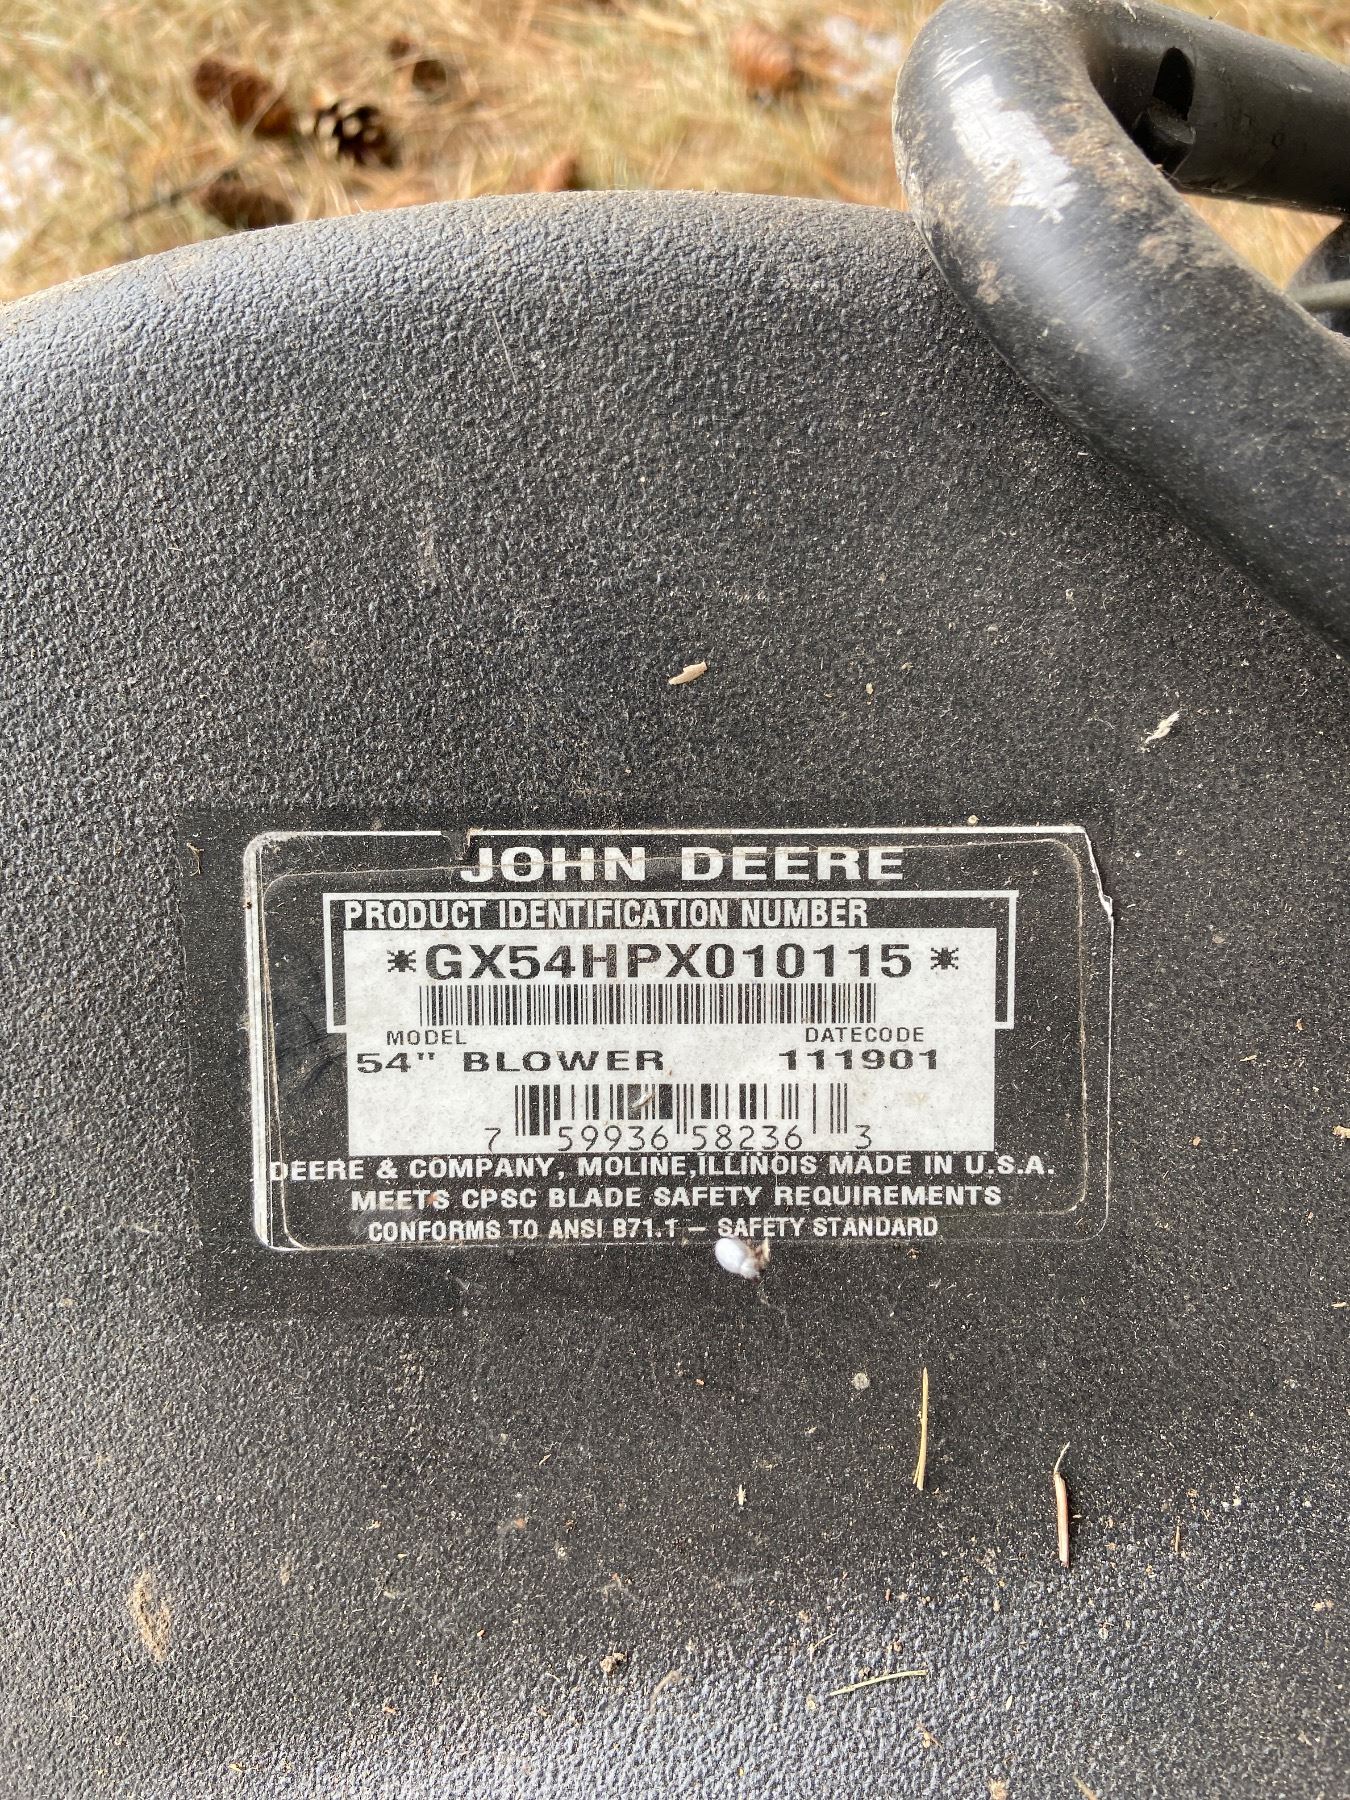 JOHN DEERE
PRODUCT IDENTIFICATION NUMBER
*GX54HPX010115*
MODEL DATECODE
54" BLOWER 111901
7 59936 58236 3
DEERE & COMPANY, MOLINE, ILLINOIS MADE IN U.S.A.
MEETS CPSC BLADE SAFETY REQUIREMENTS
CONFORMS TO ANSI B71.1 – SAFETY STANDARD